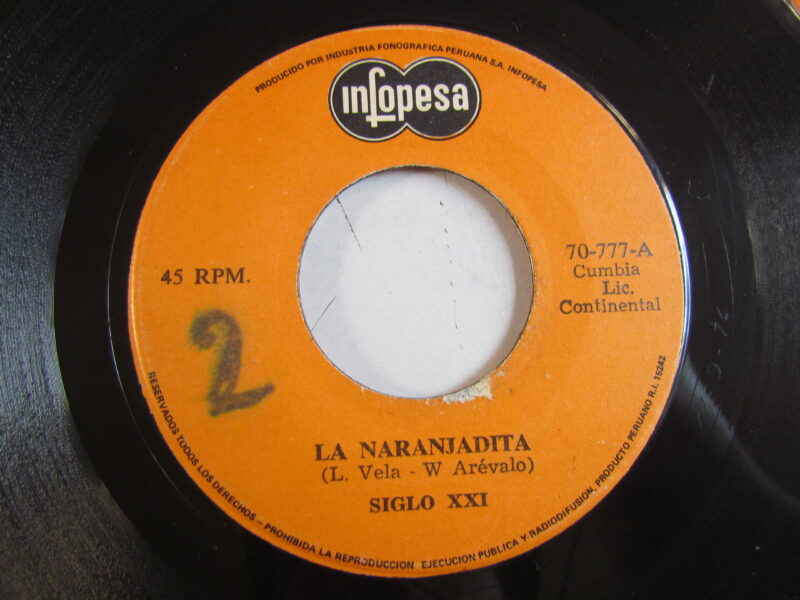 PRODUCIDO POR INDUSTRIA FONOGRAFICA PERUANA S.A. INFOPESA
infopesa
45 RPM.
70-777-A
Cumbia
Lic.
Continental
2
LA NARANJADITA
(L. Vela - W Arévalo)
SIGLO XXI
RESERVADOS TODOS LOS DERECHOS - PROHIBIDA LA REPRODUCCION EJECUCION PUBLICA Y RADIODIFUSION. PRODUCTO PERUANO R.I. 15242